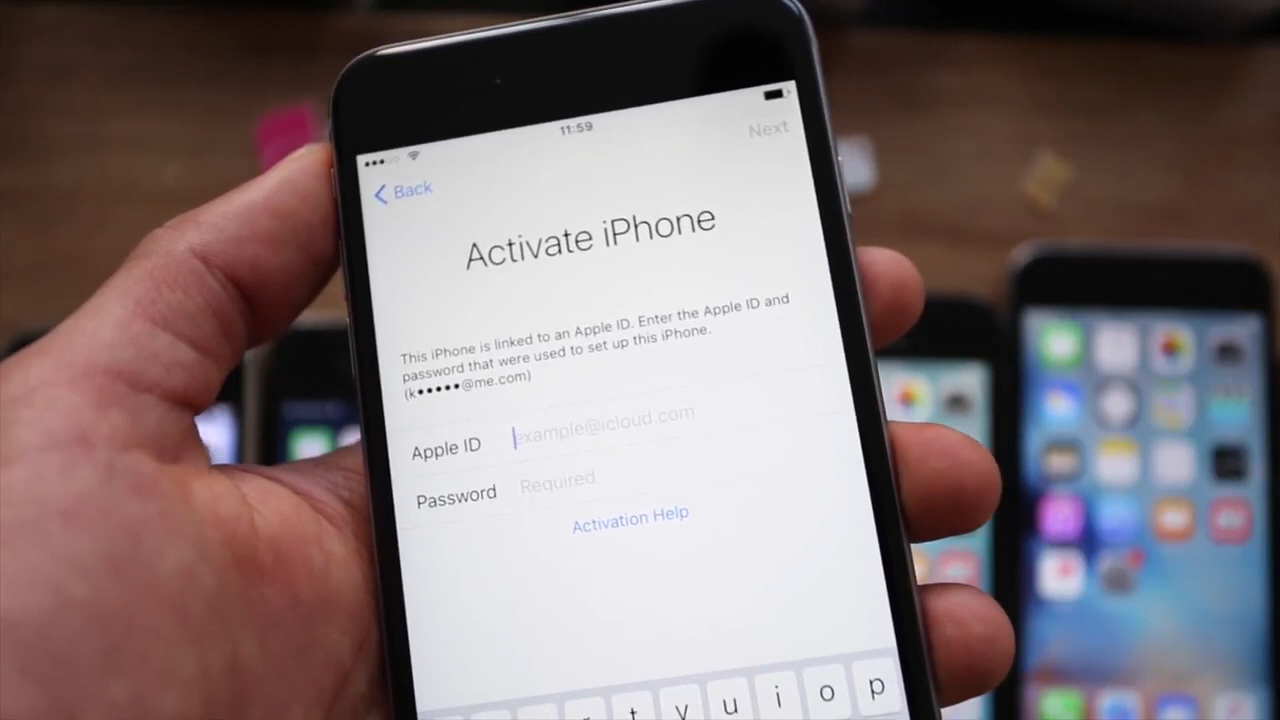 11:59
Next
Back
Activate iPhone
This iPhone is linked to an Apple ID. Enter the Apple ID and
password that were used to set up this iPhone.
(k●●●●●@me.com)
Apple ID example@icloud.com
Password Required
Activation Help
t y u i o p